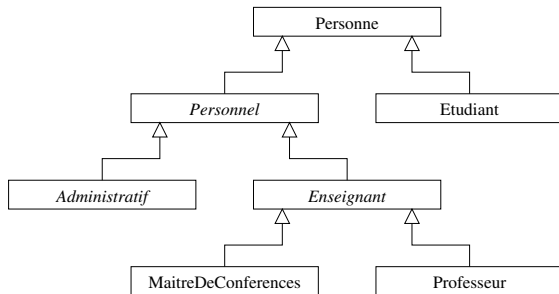 Personne
Personnel
Etudiant
Administratif
Enseignant
MaitreDeConferences
Professeur